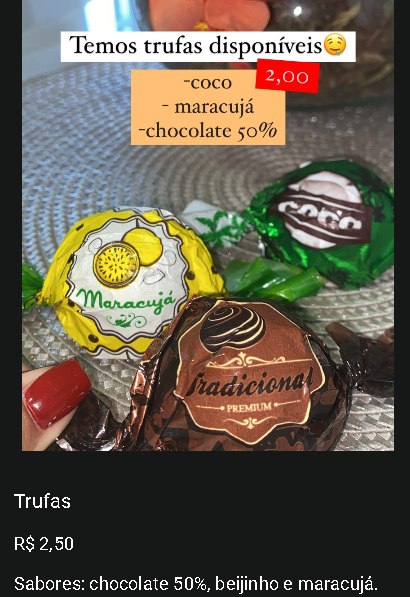 Temos trufas disponíveis🤤
2,00
-coco
- maracujá
-chocolate 50%
coco
Maracujá
Tradicional
PREMIUM
Trufas
R$ 2,50
Sabores: chocolate 50%, beijinho e maracujá.